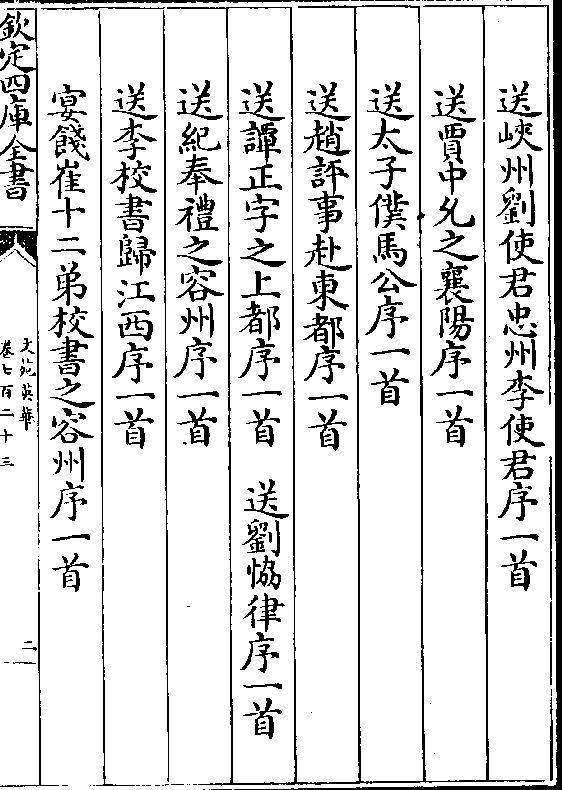 送峽州劉使君忠州李使君序一首
送賈中允之襄陽序一首
送太子僕馬公序一首
送趙評事赴東都序一首
送譚正字之上都序一首　送劉協律序一首
送紀奉禮之容州序一首
送李校書歸江西序一首
宴餞崔十二弟校書之容州序一首
欽定四庫全書
文苑英華
卷七百二十三
二